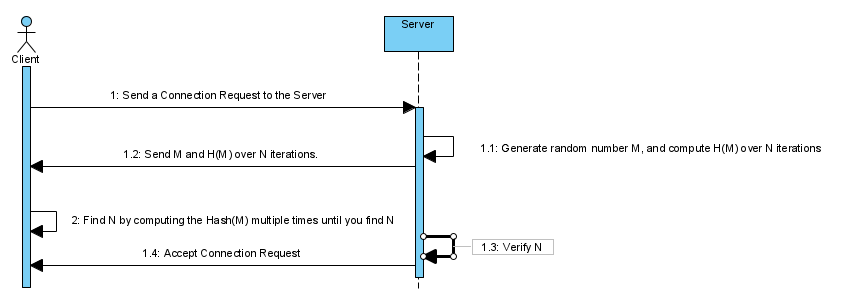 Server
Client
1: Send a Connection Request to the Server
1.1: Generate random number M, and compute H(M) over N iterations
1.2: Send M and H(M) over N iterations.
2: Find N by computing the Hash(M) multiple times until you find N
1.3: Verify N
1.4: Accept Connection Request